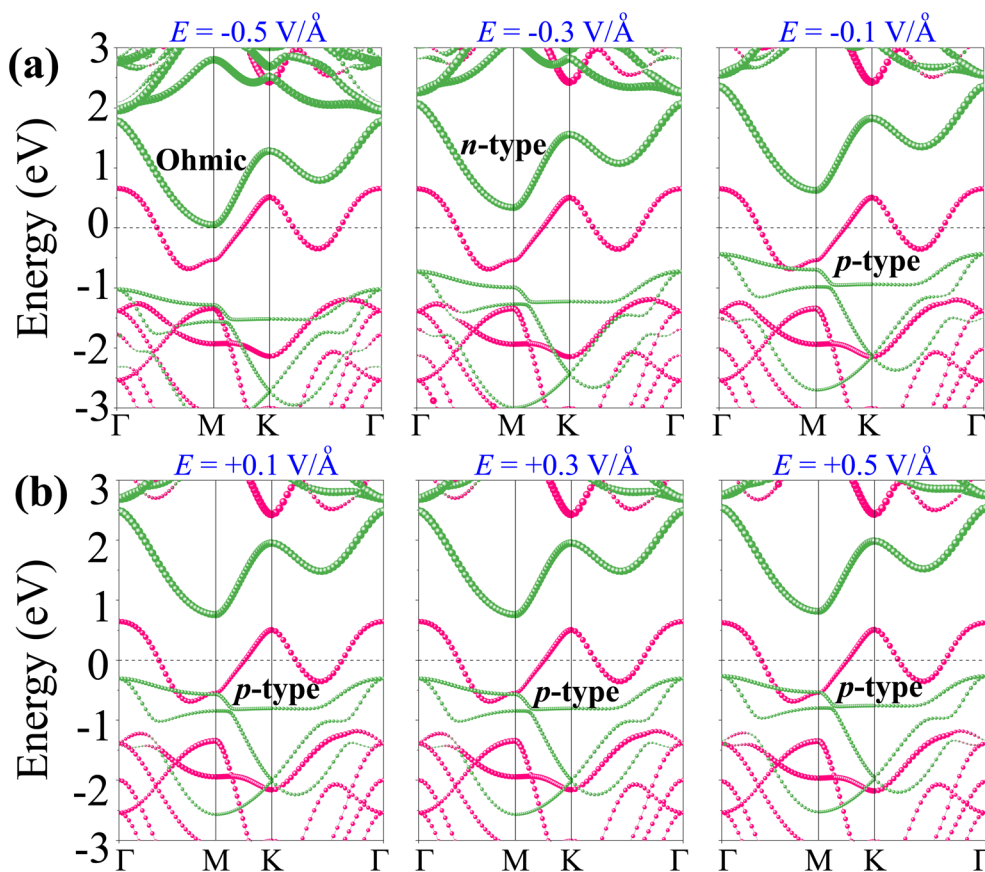 E = -0.5 V/Å
E = -0.3 V/Å
E = -0.1 V/Å
(a)
Energy (eV)
3
2
1
0
-1
-2
-3
Ohmic
n-type
p-type
Γ M K Γ
Γ M K Γ
Γ M K Γ
E = +0.1 V/Å
E = +0.3 V/Å
E = +0.5 V/Å
(b)
Energy (eV)
3
2
1
0
-1
-2
-3
p-type
p-type
p-type
Γ M K Γ
Γ M K Γ
Γ M K Γ